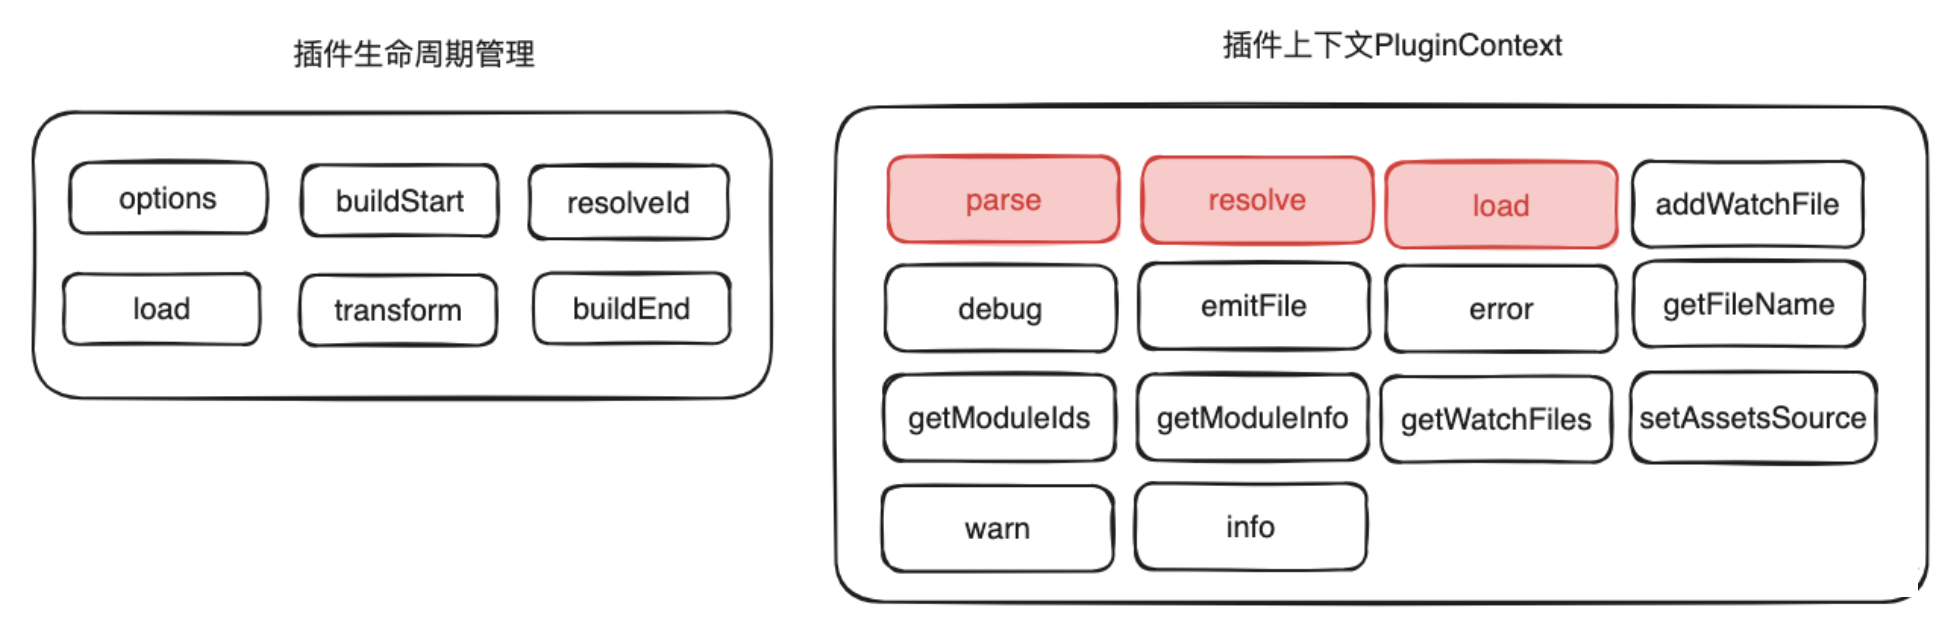 插件生命周期管理
options
buildStart
resolveId
load
transform
buildEnd
插件上下文PluginContext
parse
resolve
load
addWatchFile
debug
emitFile
error
getFileName
getModuleIds
getModuleInfo
getWatchFiles
setAssetsSource
warn
info